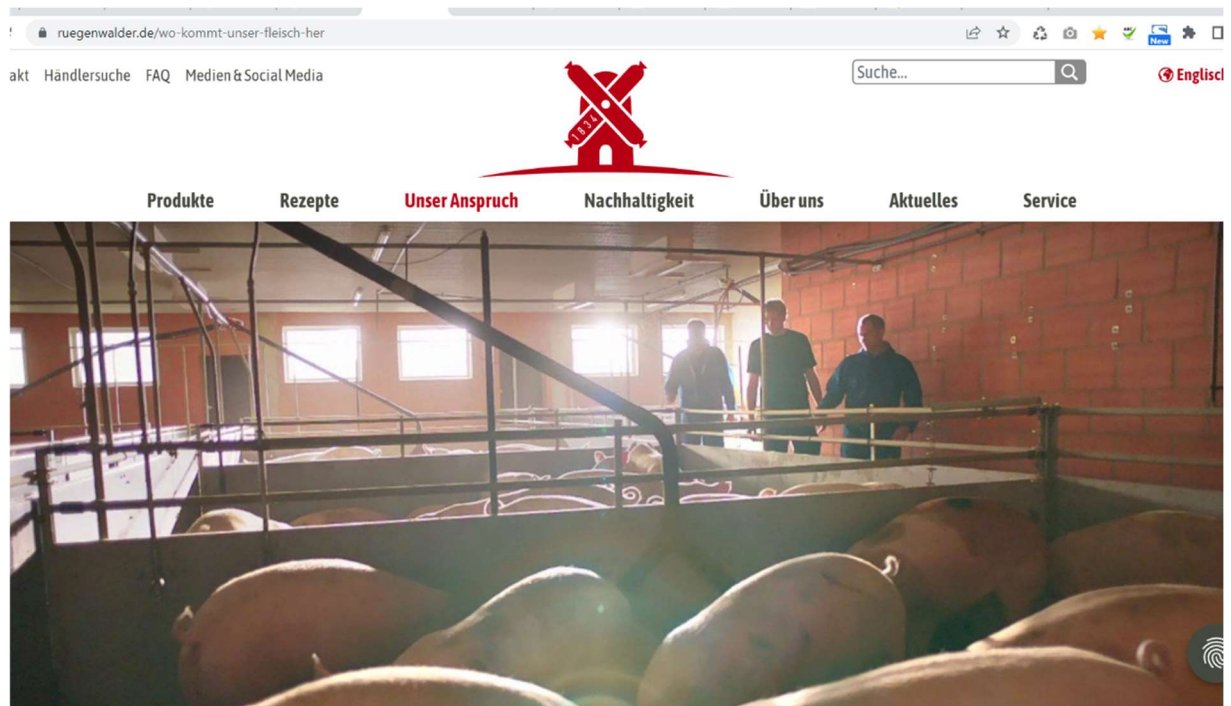 ruegenwalder.de/wo-kommt-unser-fleisch-her
New
akt Händlersuche FAQ Medien & Social Media
Suche...
Englisch
1834
Produkte Rezepte Unser Anspruch Nachhaltigkeit Über uns Aktuelles Service